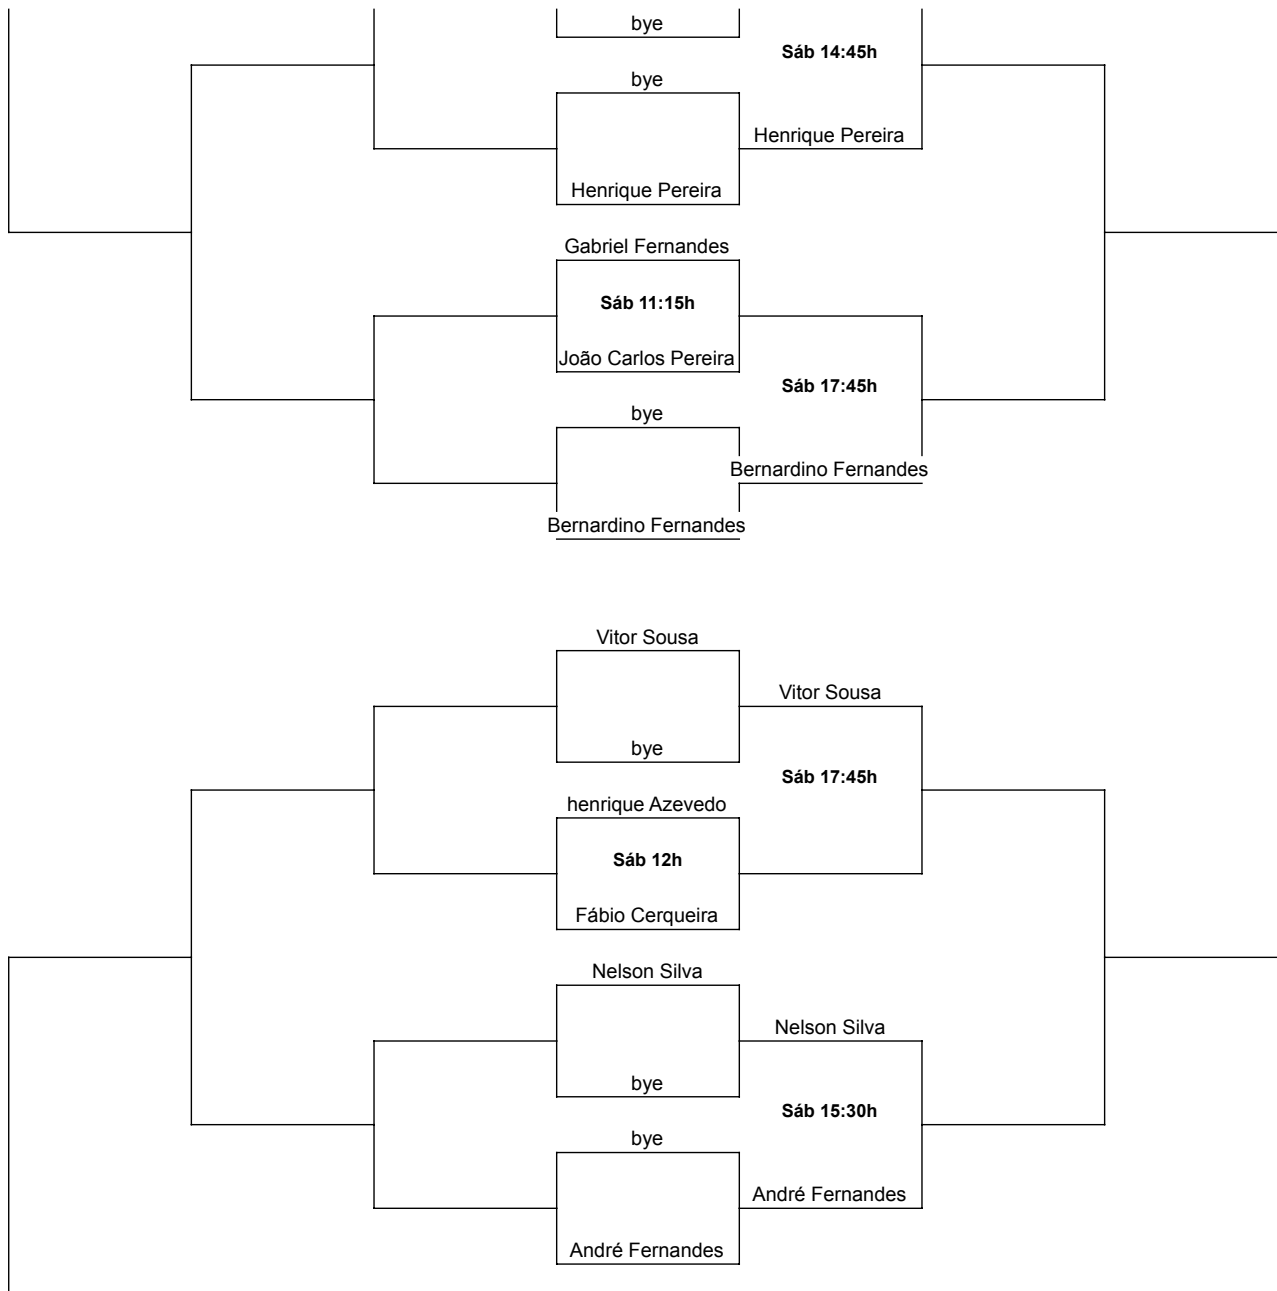 bye
Sáb 14:45h
bye
Henrique Pereira
Henrique Pereira
Gabriel Fernandes
Sáb 11:15h
João Carlos Pereira
Sáb 17:45h
bye
Bernardino Fernandes
Bernardino Fernandes
Vitor Sousa
Vitor Sousa
bye
Sáb 17:45h
henrique Azevedo
Sáb 12h
Fábio Cerqueira
Nelson Silva
Nelson Silva
bye
Sáb 15:30h
bye
André Fernandes
André Fernandes